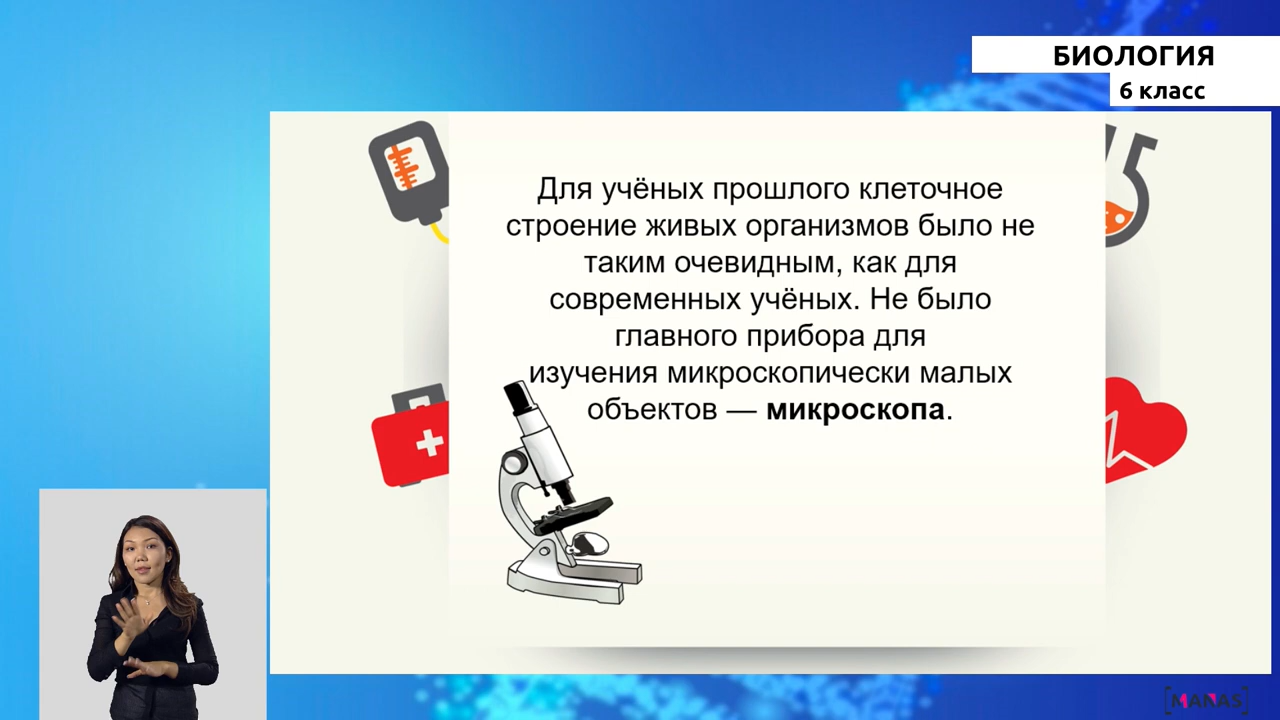 БИОЛОГИЯ
6 класс
Для учёных прошлого клеточное
строение живых организмов было не
таким очевидным, как для
современных учёных. Не было
главного прибора для
изучения микроскопически малых
объектов — микроскопа.
[MANAS]